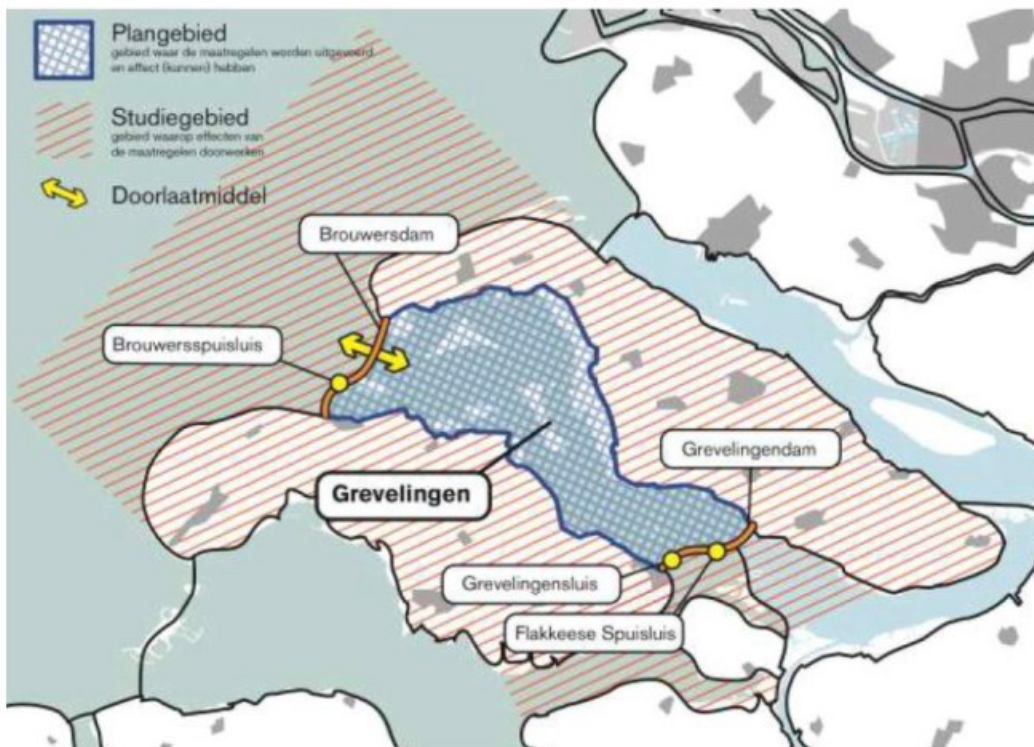 Plangebied
gebied waar de maatregelen worden uitgevoerd
en effect (kunnen) hebben
Studiegebied
gebied waarop effecten van
de maatregelen doorwerken
Doorlaatmiddel
Brouwersdam
Brouwersspuisluis
Grevelingendam
Grevelingen
Grevelingensluis
Flakkeese Spuisluis